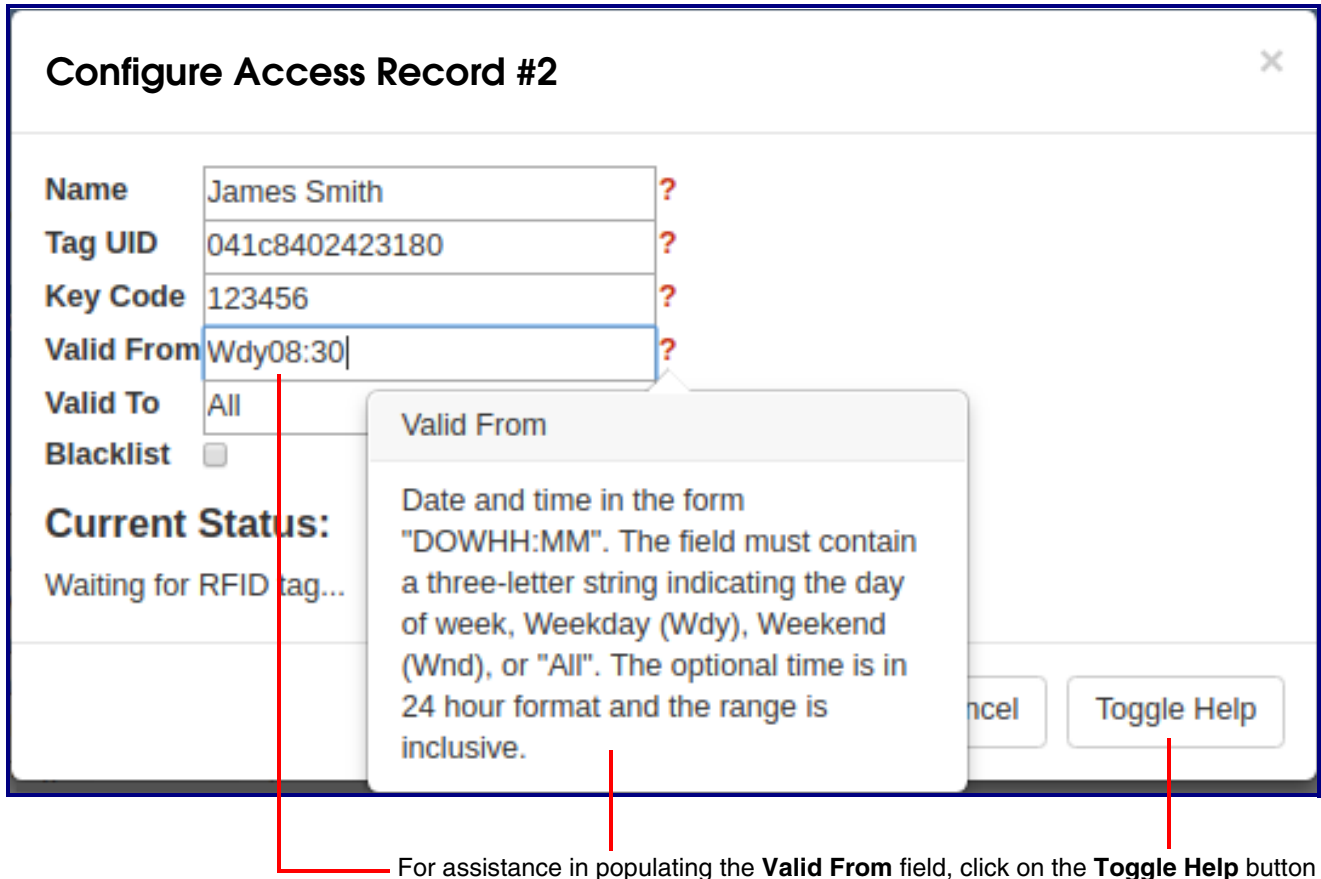 Configure Access Record #2
×
Name James Smith ?
Tag UID 041c8402423180 ?
Key Code 123456 ?
Valid From Wdy08:30 ?
Valid To All
Blacklist
Valid From
Date and time in the form
"DOWHH:MM". The field must contain
a three-letter string indicating the day
of week, Weekday (Wdy), Weekend
(Wnd), or "All". The optional time is in
24 hour format and the range is
inclusive.
Current Status:
Waiting for RFID tag...
ncel
Toggle Help
For assistance in populating the Valid From field, click on the Toggle Help button